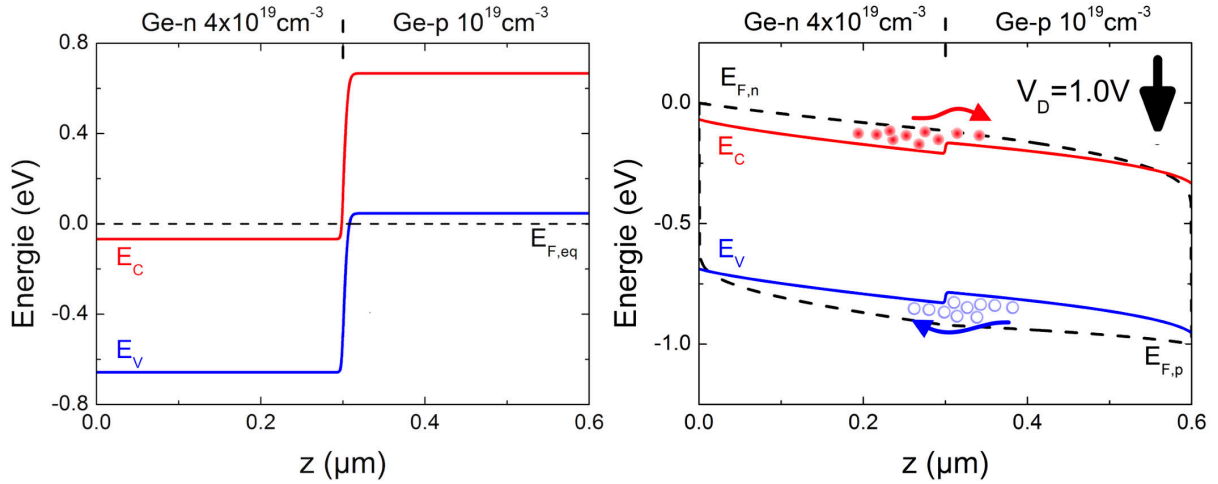 Ge-n 4x10¹⁹cm⁻³
Ge-p 10¹⁹cm⁻³
0.8
0.4
0.0
-0.4
-0.8
Energie (eV)
E_C
E_V
E_F,eq
0.0
0.2
0.4
0.6
z (µm)
Ge-n 4x10¹⁹cm⁻³
Ge-p 10¹⁹cm⁻³
0.0
-0.5
-1.0
Energie (eV)
E_F,n
V_D=1.0V
E_C
E_V
E_F,p
0.0
0.2
0.4
0.6
z (µm)